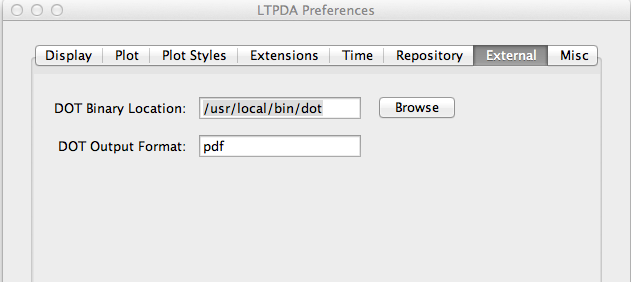 LTPDA Preferences
Display Plot Plot Styles Extensions Time Repository External Misc
DOT Binary Location: /usr/local/bin/dot Browse
DOT Output Format: pdf